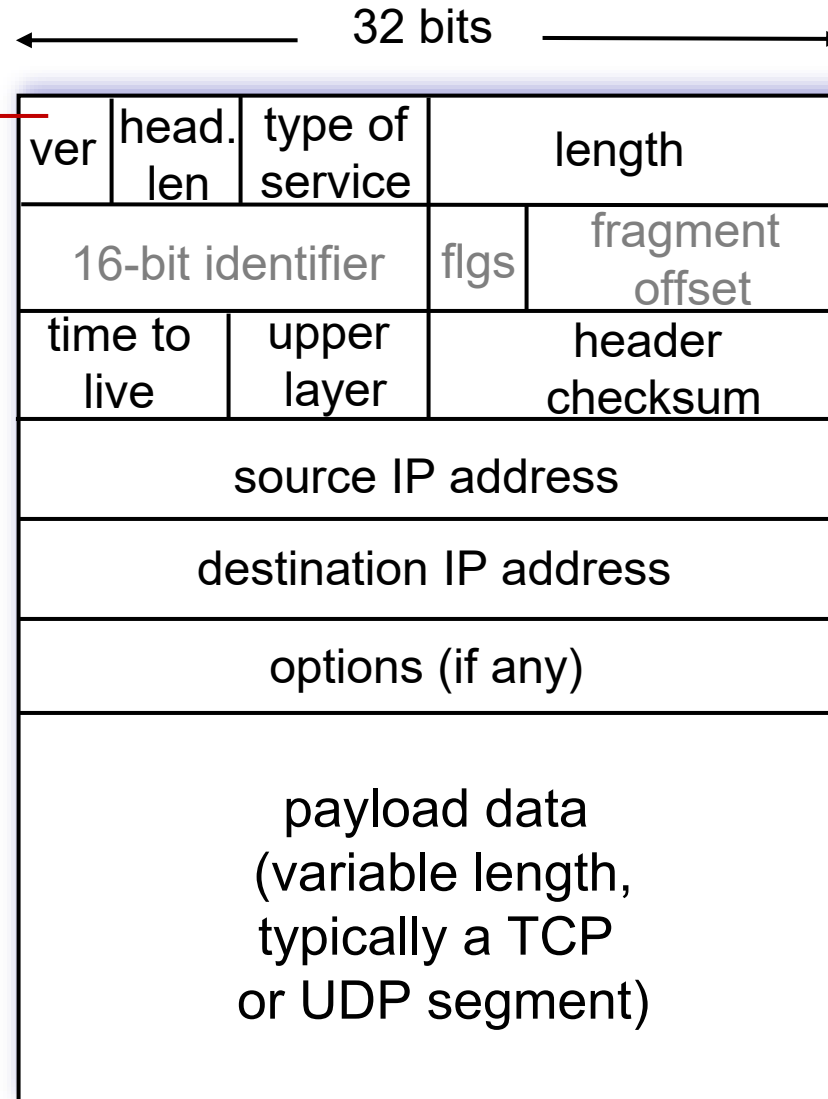 32 bits
ver
head.
len
type of
service
length
16-bit identifier
flgs
fragment
offset
time to
live
upper
layer
header
checksum
source IP address
destination IP address
options (if any)
payload data
(variable length,
typically a TCP
or UDP segment)